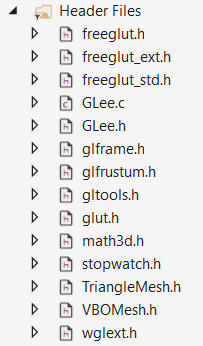 Header Files
freeglut.h
freeglut_ext.h
freeglut_std.h
GLee.c
GLee.h
glframe.h
glfrustum.h
gltools.h
glut.h
math3d.h
stopwatch.h
TriangleMesh.h
VBOMesh.h
wglext.h